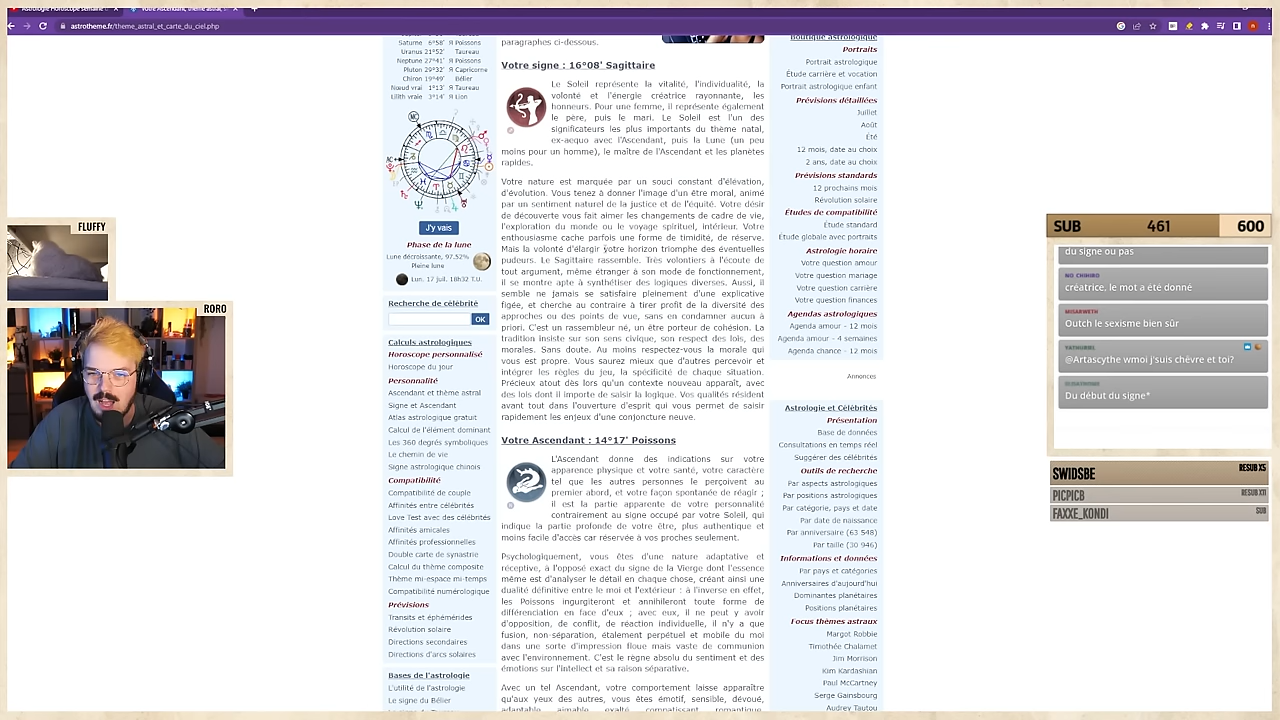 Astrologie Horoscope semaine
Votre Ascendant, thème astral,
astrotheme.fr/theme_astral_et_carte_du_ciel.php
Saturne 6°58' Я Poissons
Uranus 21°52' Taureau
Neptune 27°41' Я Poissons
Pluton 29°32' Я Capricorne
Chiron 19°49' Bélier
Nœud vrai 1°13' Я Taureau
Lilith vraie 3°14' Я Lion
MC
AC
J'y vais
Phase de la lune
Lune décroissante, 97.52%
Pleine lune
Lun. 17 juil. 18h32 T.U.
Recherche de célébrité
OK
Calculs astrologiques
Horoscope personnalisé
Horoscope du jour
Personnalité
Ascendant et thème astral
Signe et Ascendant
Atlas astrologique gratuit
Calcul de l'élément dominant
Les 360 degrés symboliques
Le chemin de vie
Signe astrologique chinois
Compatibilité
Compatibilité de couple
Affinités entre célébrités
Love Test avec des célébrités
Affinités amicales
Affinités professionnelles
Double carte de synastrie
Calcul du thème composite
Thème mi-espace mi-temps
Compatibilité numérologique
Prévisions
Transits et éphémérides
Révolution solaire
Directions secondaires
Directions d'arcs solaires
Bases de l'astrologie
L'utilité de l'astrologie
Le signe du Bélier
paragraphes ci-dessous.
Votre signe : 16°08' Sagittaire
Le Soleil représente la vitalité, l'individualité, la
volonté et l'énergie créatrice rayonnante, les
honneurs. Pour une femme, il représente également
le père, puis le mari. Le Soleil est l'un des
significateurs les plus importants du thème natal,
ex-aequo avec l'Ascendant, puis la Lune (un peu
moins pour un homme), le maître de l'Ascendant et les planètes
rapides.
Votre nature est marquée par un souci constant d'élévation,
d'évolution. Vous tenez à donner l'image d'un être moral, animé
par un sentiment naturel de la justice et de l'équité. Votre désir
de découverte vous fait aimer les changements de cadre de vie,
l'exploration du monde ou le voyage spirituel, intérieur. Votre
enthousiasme cache parfois une forme de timidité, de réserve.
Mais la volonté d'élargir votre horizon triomphe des éventuelles
pudeurs. Le Sagittaire rassemble. Très volontiers à l'écoute de
tout argument, même étranger à son mode de fonctionnement,
il se montre apte à synthétiser des logiques diverses. Aussi, il
semble ne jamais se satisfaire pleinement d'une explicative
figée, et cherche au contraire à tirer profit de la diversité des
approches ou des points de vue, sans en condamner aucun à
priori. C'est un rassembleur né, un être porteur de cohésion. La
tradition insiste sur son sens civique, son respect des lois, des
morales. Sans doute. Au moins respectez-vous la morale qui
vous est propre. Vous saurez mieux que d'autres percevoir et
intégrer les règles du jeu, la spécificité de chaque situation.
Précieux atout dès lors qu'un contexte nouveau apparaît, avec
des lois dont il importe de saisir la logique. Vos qualités résident
avant tout dans l'ouverture d'esprit qui vous permet de saisir
rapidement les enjeux d'une conjoncture neuve.
Votre Ascendant : 14°17' Poissons
L'Ascendant donne des indications sur votre
apparence physique et votre santé, votre caractère
tel que les autres personnes le perçoivent au
premier abord, et votre façon spontanée de réagir ;
il est la partie apparente de votre personnalité
contrairement au signe occupé par votre Soleil, qui
indique la partie profonde de votre être, plus authentique et
moins facile d'accès car réservée à vos proches seulement.
Psychologiquement, vous êtes d'une nature adaptative et
réceptive, à l'opposé exact du signe de la Vierge dont l'essence
même est d'analyser le détail en chaque chose, créant ainsi une
dualité définitive entre le moi et l'extérieur : à l'inverse en effet,
les Poissons ingurgiteront et annihileront toute forme de
différenciation en face d'eux ; avec eux, il ne peut y avoir
d'opposition, de conflit, de réaction individuelle, il n'y a que
fusion, non-séparation, étalement perpétuel et mobile du moi
dans une sorte d'impression floue mais vaste de communion
avec l'environnement. C'est le règne absolu du sentiment et des
émotions sur l'intellect et sa raison séparative.
Avec un tel Ascendant, votre comportement laisse apparaître
qu'aux yeux des autres, vous êtes émotif, sensible, dévoué,
adaptable, aimable, exalté, compatissant, romantique,
Boutique astrologique
Portraits
Portrait astrologique
Étude carrière et vocation
Portrait astrologique enfant
Prévisions détaillées
Juillet
Août
Été
12 mois, date au choix
2 ans, date au choix
Prévisions standards
12 prochains mois
Révolution solaire
Études de compatibilité
Étude standard
Étude globale avec portraits
Astrologie horaire
Votre question amour
Votre question mariage
Votre question carrière
Votre question finances
Agendas astrologiques
Agenda amour - 12 mois
Agenda amour - 4 semaines
Agenda chance - 12 mois
Annonces
Astrologie et Célébrités
Présentation
Base de données
Consultations en temps réel
Suggérer des célébrités
Outils de recherche
Par aspects astrologiques
Par positions astrologiques
Par catégorie, pays et date
Par date de naissance
Par anniversaire (63 548)
Par taille (30 946)
Informations et données
Par pays et catégories
Anniversaires d'aujourd'hui
Dominantes planétaires
Positions planétaires
Focus thèmes astraux
Margot Robbie
Timothée Chalamet
Jim Morrison
Kim Kardashian
Paul McCartney
Serge Gainsbourg
Audrey Tautou
FLUFFY
RORO
SUB 461 600
du signe ou pas
NO CHIHIRO
créatrice, le mot a été donné
MISARWETH
Outch le sexisme bien sûr
@Artascythe wmoi j'suis chévre et toi?
Du début du signe*
SWIDSBE RESUB X5
PICPICB RESUB X11
FAXXE_KONDI SUB